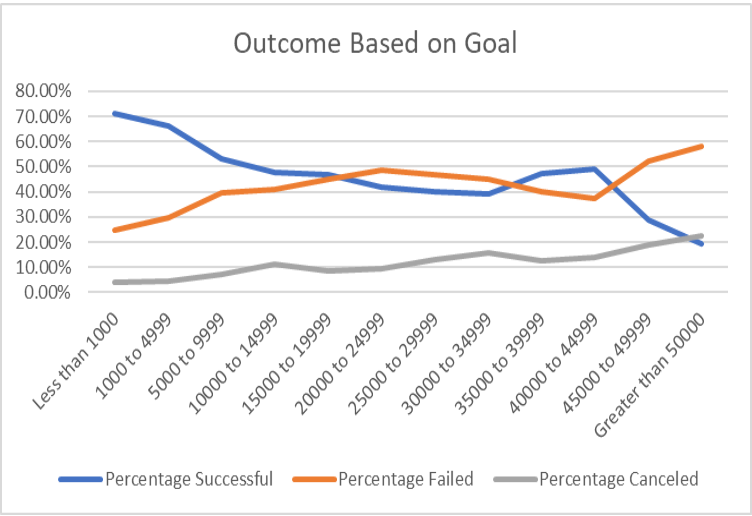 Outcome Based on Goal
80.00%
70.00%
60.00%
50.00%
40.00%
30.00%
20.00%
10.00%
0.00%
Less than 1000
1000 to 4999
5000 to 9999
10000 to 14999
15000 to 19999
20000 to 24999
25000 to 29999
30000 to 34999
35000 to 39999
40000 to 44999
45000 to 49999
Greater than 50000
Percentage Successful Percentage Failed Percentage Canceled